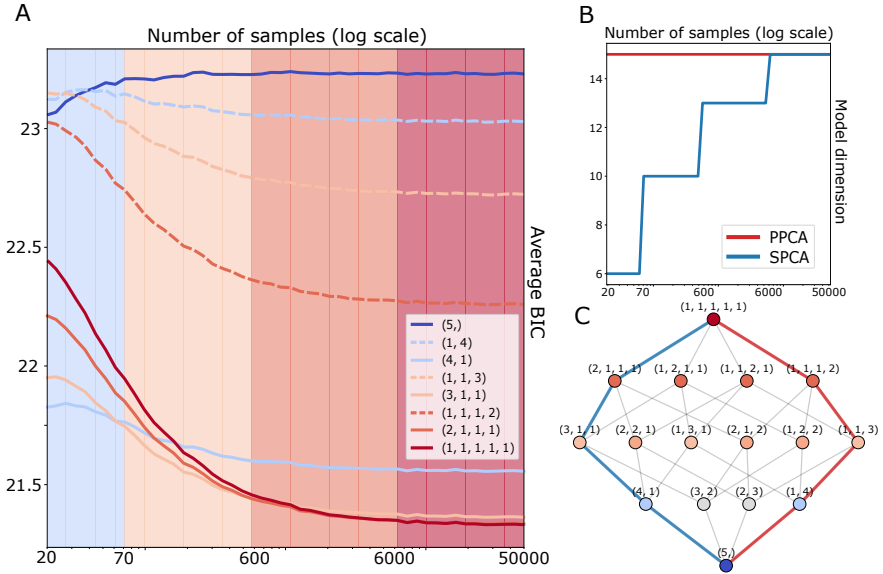 A
Number of samples (log scale)
23
22.5
22
21.5
20
70
600
6000
50000
Average BIC
(5,)
(1, 4)
(4, 1)
(1, 1, 3)
(3, 1, 1)
(1, 1, 1, 2)
(2, 1, 1, 1)
(1, 1, 1, 1, 1)
B
Number of samples (log scale)
14
12
10
8
6
20
70
600
6000
50000
Model dimension
PPCA
SPCA
C
(1, 1, 1, 1, 1)
(2, 1, 1, 1)
(1, 2, 1, 1)
(1, 1, 2, 1)
(1, 1, 1, 2)
(3, 1, 1)
(2, 2, 1)
(1, 3, 1)
(2, 1, 2)
(1, 2, 2)
(1, 1, 3)
(4, 1)
(3, 2)
(2, 3)
(1, 4)
(5,)